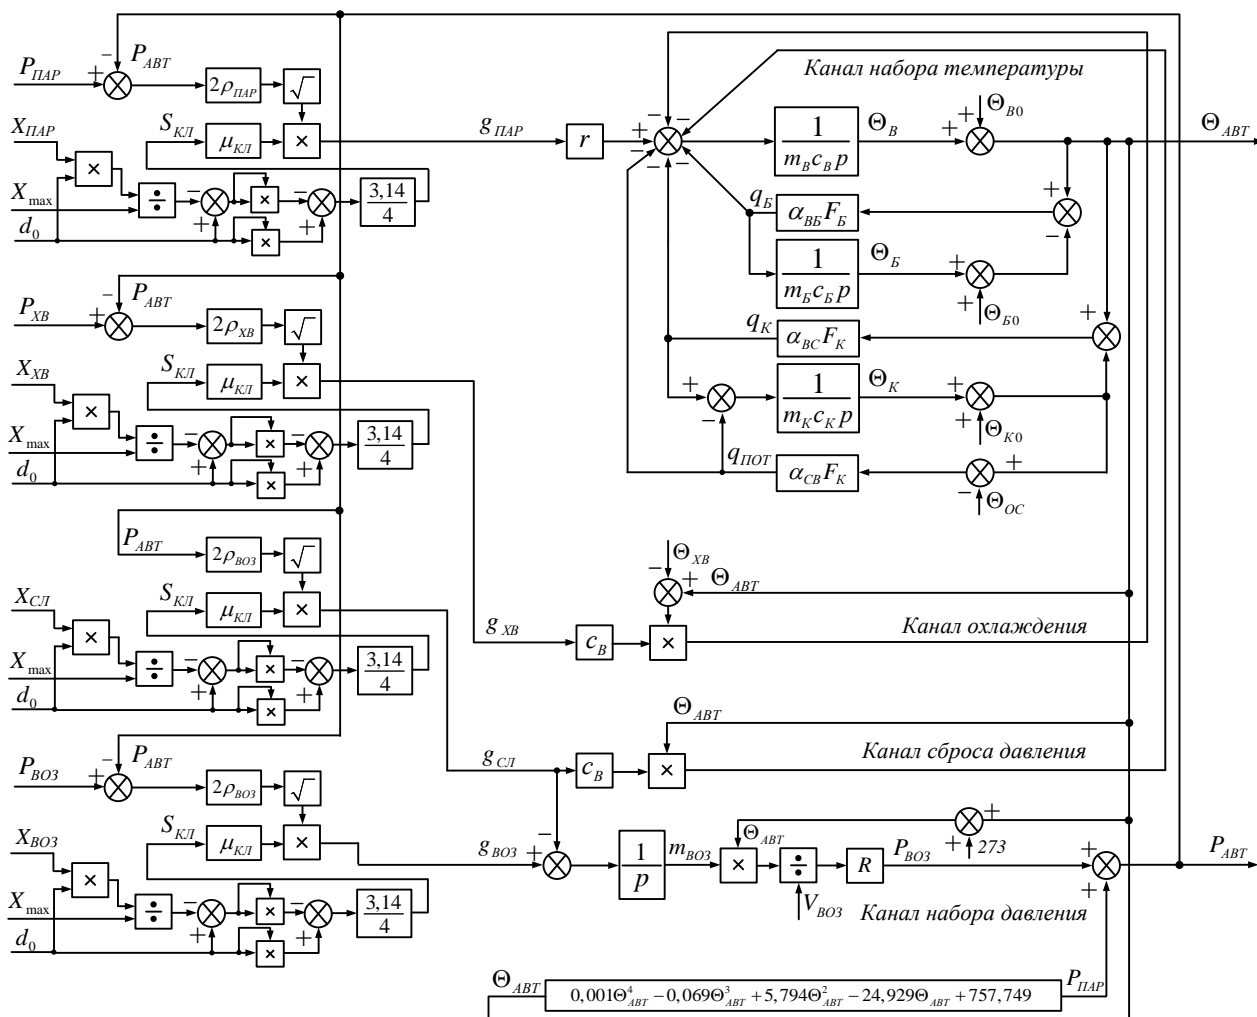 P_ПАР
+
−
P_АВТ
2ρ_ПАР
√
X_ПАР
S_КЛ
μ_КЛ
×
g_ПАР
r
×
X_max
÷
−
+
×
−
+
3,14
4
d_0
×
P_ХВ
+
−
P_АВТ
2ρ_ХВ
√
X_ХВ
S_КЛ
μ_КЛ
×
×
X_max
÷
−
+
×
−
+
3,14
4
d_0
×
P_АВТ
2ρ_ВОЗ
√
X_СЛ
S_КЛ
μ_КЛ
×
×
X_max
÷
−
+
×
−
+
3,14
4
d_0
×
P_ВОЗ
+
−
P_АВТ
2ρ_ВОЗ
√
X_ВОЗ
S_КЛ
μ_КЛ
×
×
X_max
÷
−
+
×
−
+
3,14
4
d_0
×
Канал набора температуры
+
−
−
−
−
−
1
m_В c_В p
Θ_В
+
+
Θ_В0
Θ_АВТ
q_Б
α_ВБ F_Б
+
−
1
m_Б c_Б p
Θ_Б
+
+
Θ_Б0
q_К
α_ВС F_К
+
+
−
1
m_К c_К p
Θ_К
+
+
Θ_К0
q_ПОТ
α_СВ F_К
+
−
Θ_ОС
Θ_ХВ
−
+
Θ_АВТ
g_ХВ
c_В
×
Канал охлаждения
Θ_АВТ
g_СЛ
c_В
×
Канал сброса давления
g_ВОЗ
−
+
1
p
m_ВОЗ
Θ_АВТ
×
÷
V_ВОЗ
R
P_ВОЗ
+
+
273
+
+
P_АВТ
Канал набора давления
Θ_АВТ
0,001Θ⁴_АВТ − 0,069Θ³_АВТ + 5,794Θ²_АВТ − 24,929Θ_АВТ + 757,749
P_ПАР